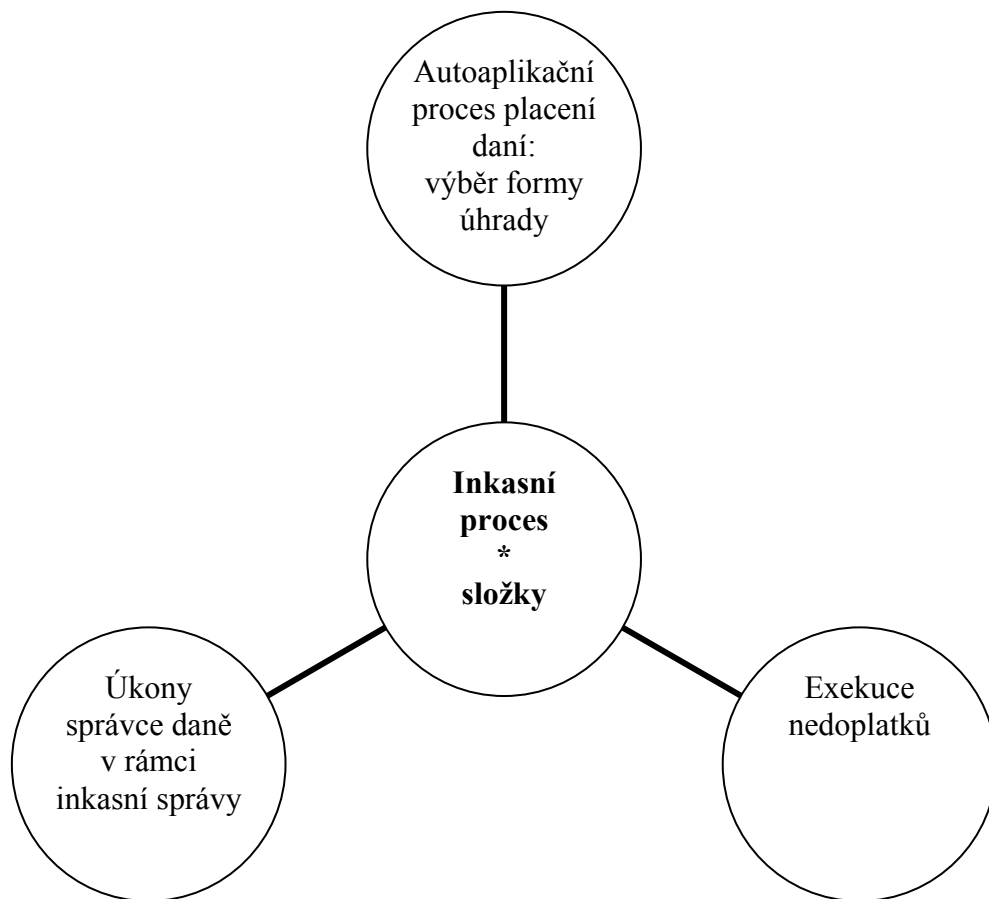 Autoaplikační
proces placení
daní:
výběr formy
úhrady
Inkasní
proces
*
složky
Úkony
správce daně
v rámci
inkasní správy
Exekuce
nedoplatků